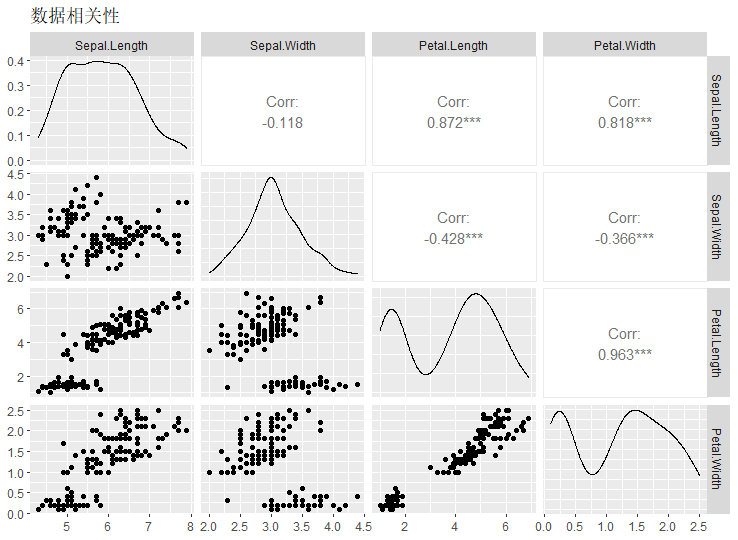 数据相关性
Sepal.Length Sepal.Width Petal.Length Petal.Width
0.4
0.3
0.2
0.1
0.0
Corr:
-0.118
Corr:
0.872***
Corr:
0.818***
Sepal.Length
4.5
4.0
3.5
3.0
2.5
2.0
Corr:
-0.428***
Corr:
-0.366***
Sepal.Width
6
4
2
Corr:
0.963***
Petal.Length
2.5
2.0
1.5
1.0
0.5
0.0
Petal.Width
5 6 7 8 2.0 2.5 3.0 3.5 4.0 4.5 2 4 6 0.0 0.5 1.0 1.5 2.0 2.5